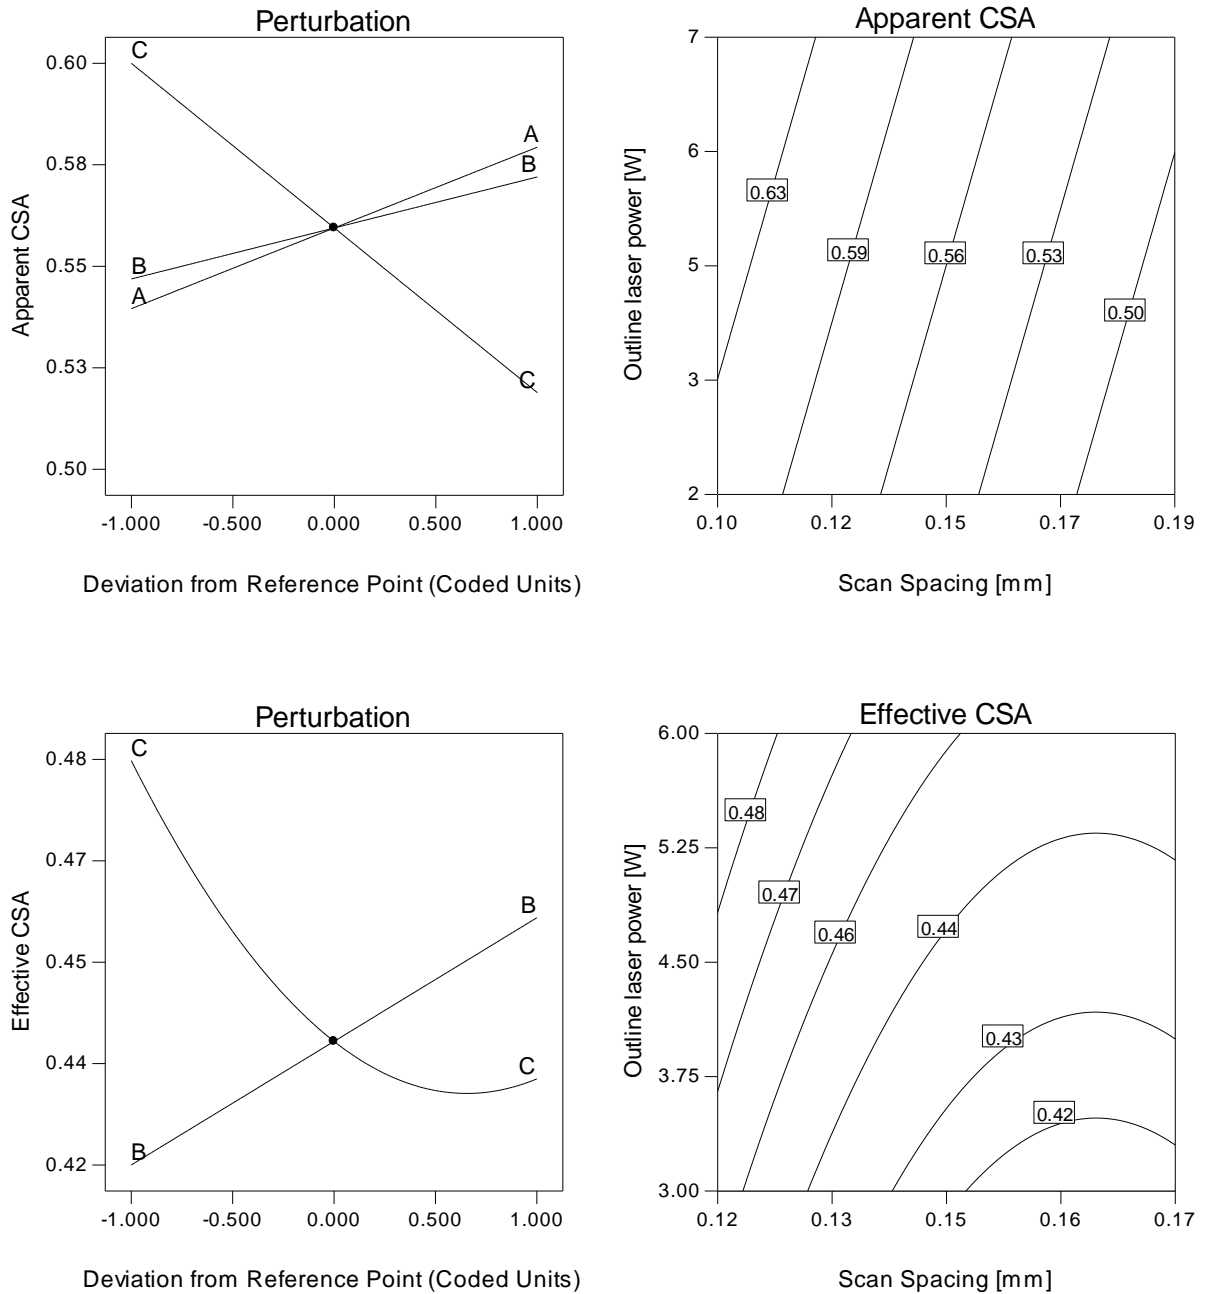 Perturbation
Apparent CSA
0.60
0.58
0.55
0.53
0.50
C
A
B
B
A
C
-1.000 -0.500 0.000 0.500 1.000
Deviation from Reference Point (Coded Units)
Apparent CSA
Outline laser power [W]
7
6
5
3
2
0.63
0.59
0.56
0.53
0.50
0.10 0.12 0.15 0.17 0.19
Scan Spacing [mm]
Perturbation
Effective CSA
0.48
0.47
0.45
0.44
0.42
C
B
C
B
-1.000 -0.500 0.000 0.500 1.000
Deviation from Reference Point (Coded Units)
Effective CSA
Outline laser power [W]
6.00
5.25
4.50
3.75
3.00
0.48
0.47
0.46
0.44
0.43
0.42
0.12 0.13 0.15 0.16 0.17
Scan Spacing [mm]